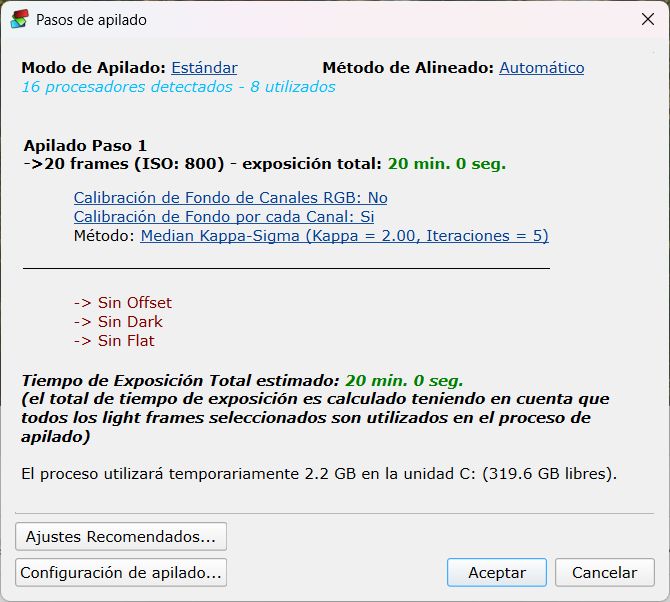 Pasos de apilado
Modo de Apilado: Estándar Método de Alineado: Automático
16 procesadores detectados - 8 utilizados
Apilado Paso 1
->20 frames (ISO: 800) - exposición total: 20 min. 0 seg.
Calibración de Fondo de Canales RGB: No
Calibración de Fondo por cada Canal: Si
Método: Median Kappa-Sigma (Kappa = 2.00, Iteraciones = 5)
-> Sin Offset
-> Sin Dark
-> Sin Flat
Tiempo de Exposición Total estimado: 20 min. 0 seg.
(el total de tiempo de exposición es calculado teniendo en cuenta que
todos los light frames seleccionados son utilizados en el proceso de
apilado)
El proceso utilizará temporariamente 2.2 GB en la unidad C: (319.6 GB libres).
Ajustes Recomendados...
Configuración de apilado... Aceptar Cancelar